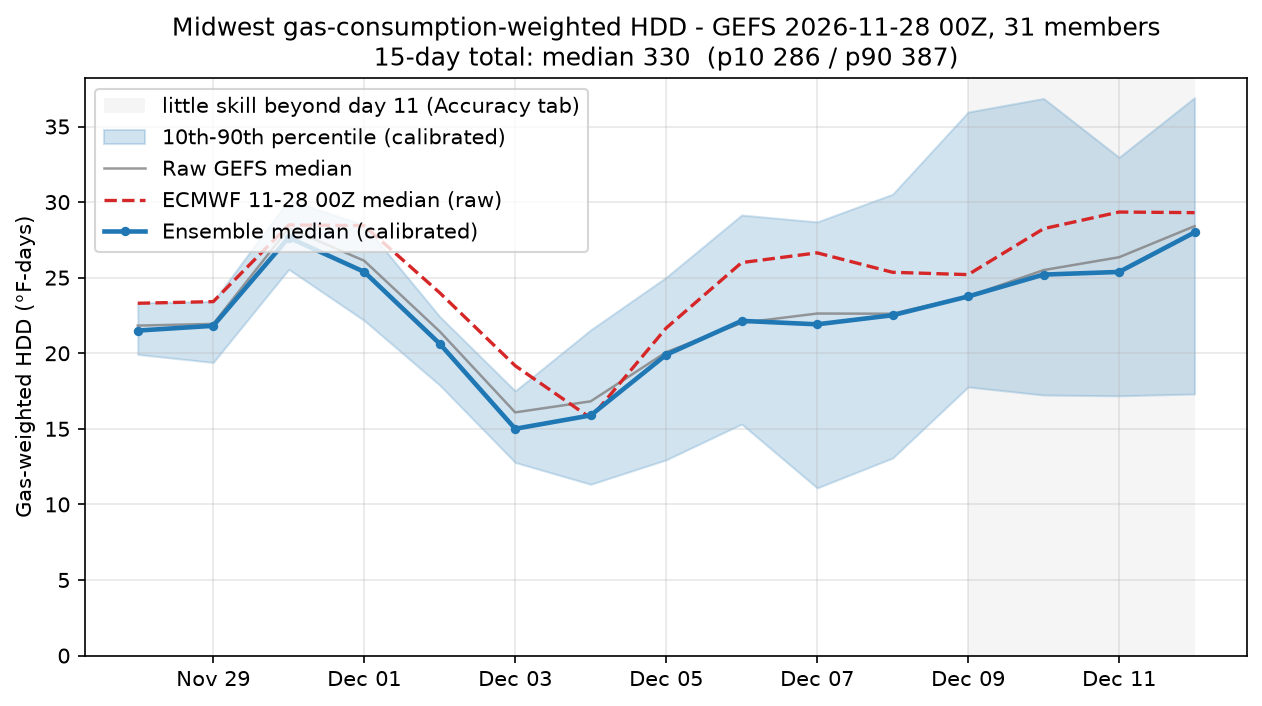 Midwest gas-consumption-weighted HDD - GEFS 2026-11-28 00Z, 31 members
15-day total: median 330  (p10 286 / p90 387)
little skill beyond day 11 (Accuracy tab)
10th-90th percentile (calibrated)
Raw GEFS median
ECMWF 11-28 00Z median (raw)
Ensemble median (calibrated)
Gas-weighted HDD (°F-days)
35
30
25
20
15
10
5
0
Nov 29
Dec 01
Dec 03
Dec 05
Dec 07
Dec 09
Dec 11